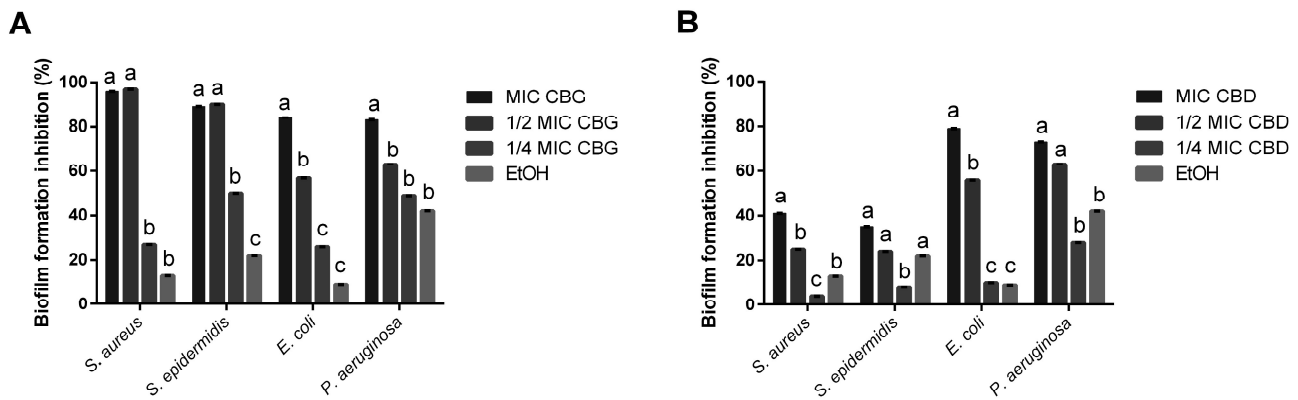 A
Biofilm formation inhibition (%)
100
80
60
40
20
0
a a b b
a a b c
a b c c
a b b b
S. aureus
S. epidermidis
E. coli
P. aeruginosa
MIC CBG
1/2 MIC CBG
1/4 MIC CBG
EtOH
B
Biofilm formation inhibition (%)
100
80
60
40
20
0
a b c b
a a b a
a b c c
a a b b
S. aureus
S. epidermidis
E. coli
P. aeruginosa
MIC CBD
1/2 MIC CBD
1/4 MIC CBD
EtOH